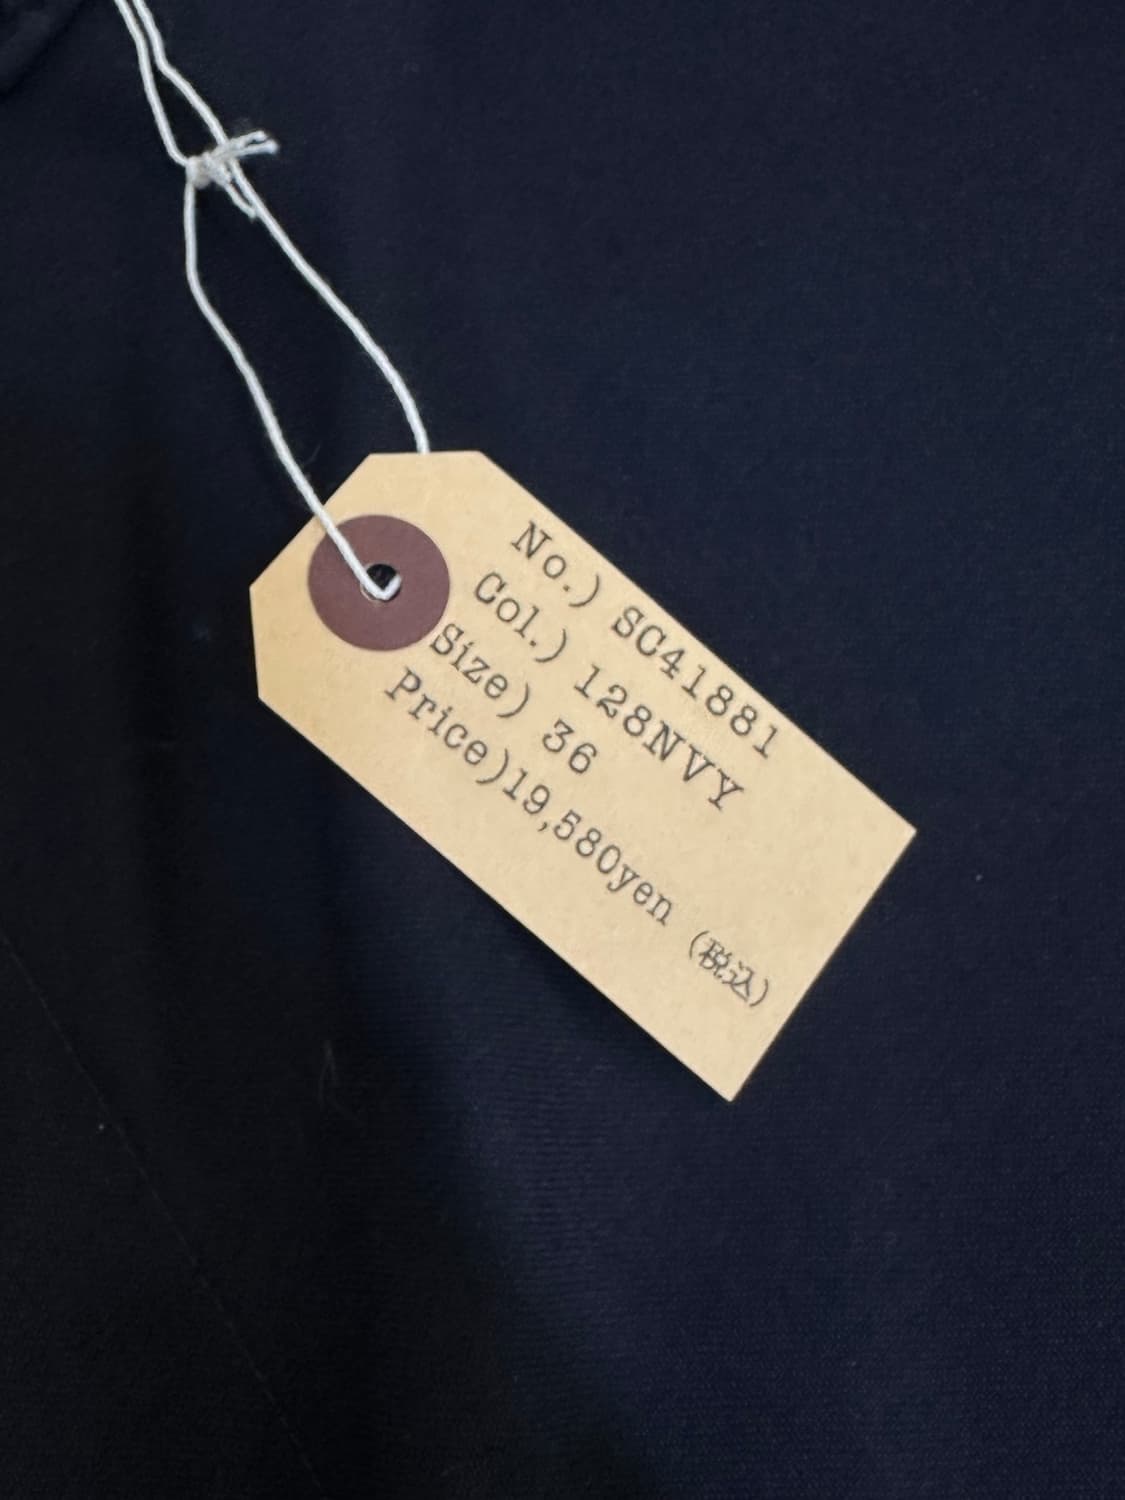 No.) SC41881
Col.) 128NVY
Size) 36
Price)19,580yen (税込)